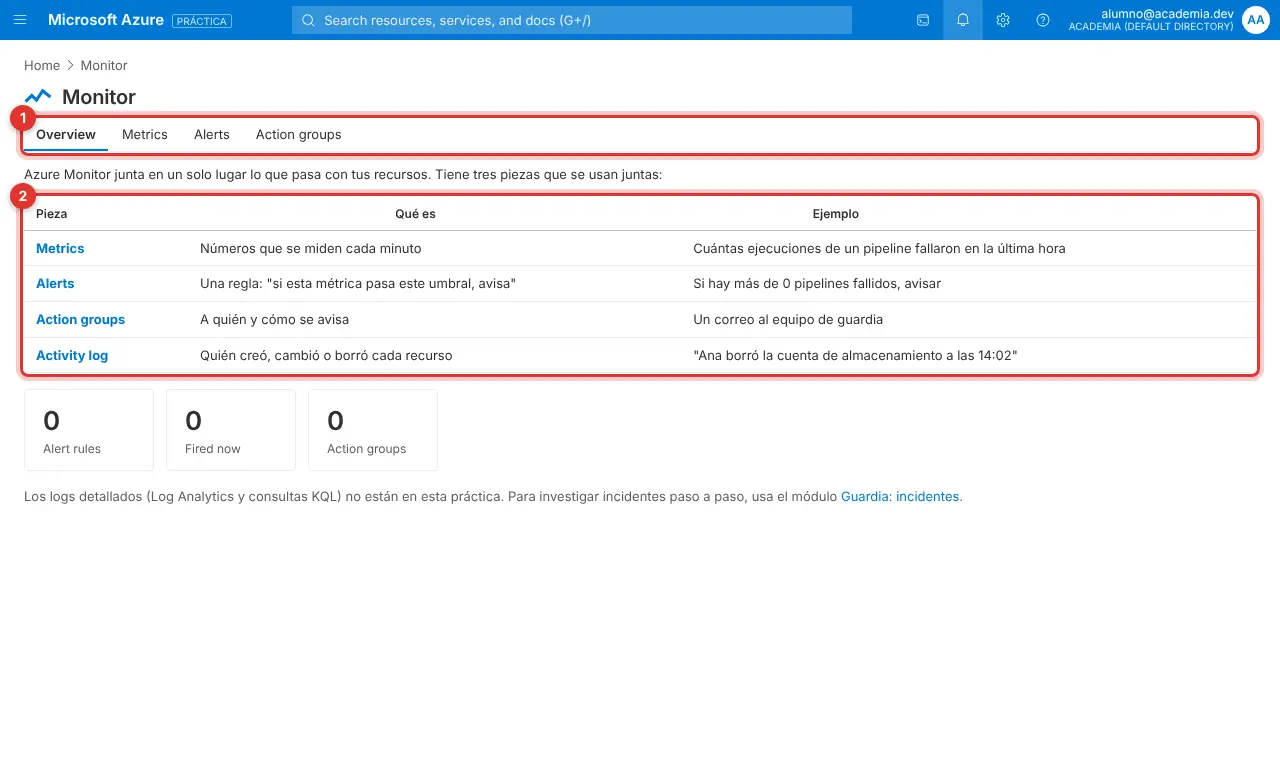 Microsoft Azure PRÁCTICA Search resources, services, and docs (G+/) alumno@academia.dev
ACADEMIA (DEFAULT DIRECTORY) AA
Home > Monitor
Monitor
1
Overview Metrics Alerts Action groups
Azure Monitor junta en un solo lugar lo que pasa con tus recursos. Tiene tres piezas que se usan juntas:
2
Pieza Qué es Ejemplo
Metrics Números que se miden cada minuto Cuántas ejecuciones de un pipeline fallaron en la última hora
Alerts Una regla: "si esta métrica pasa este umbral, avisa" Si hay más de 0 pipelines fallidos, avisar
Action groups A quién y cómo se avisa Un correo al equipo de guardia
Activity log Quién creó, cambió o borró cada recurso "Ana borró la cuenta de almacenamiento a las 14:02"
0 0 0
Alert rules Fired now Action groups
Los logs detallados (Log Analytics y consultas KQL) no están en esta práctica. Para investigar incidentes paso a paso, usa el módulo Guardia: incidentes.